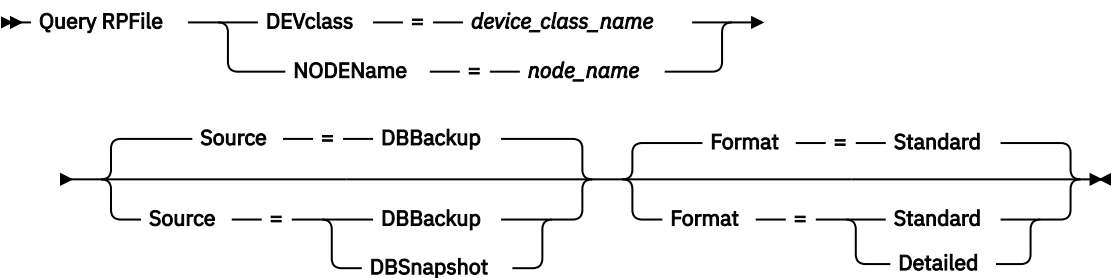 Query RPFile DEVclass = device_class_name
NODEName = node_name
Source = DBBackup Format = Standard
Source = DBBackup Format = Standard
DBSnapshot Detailed